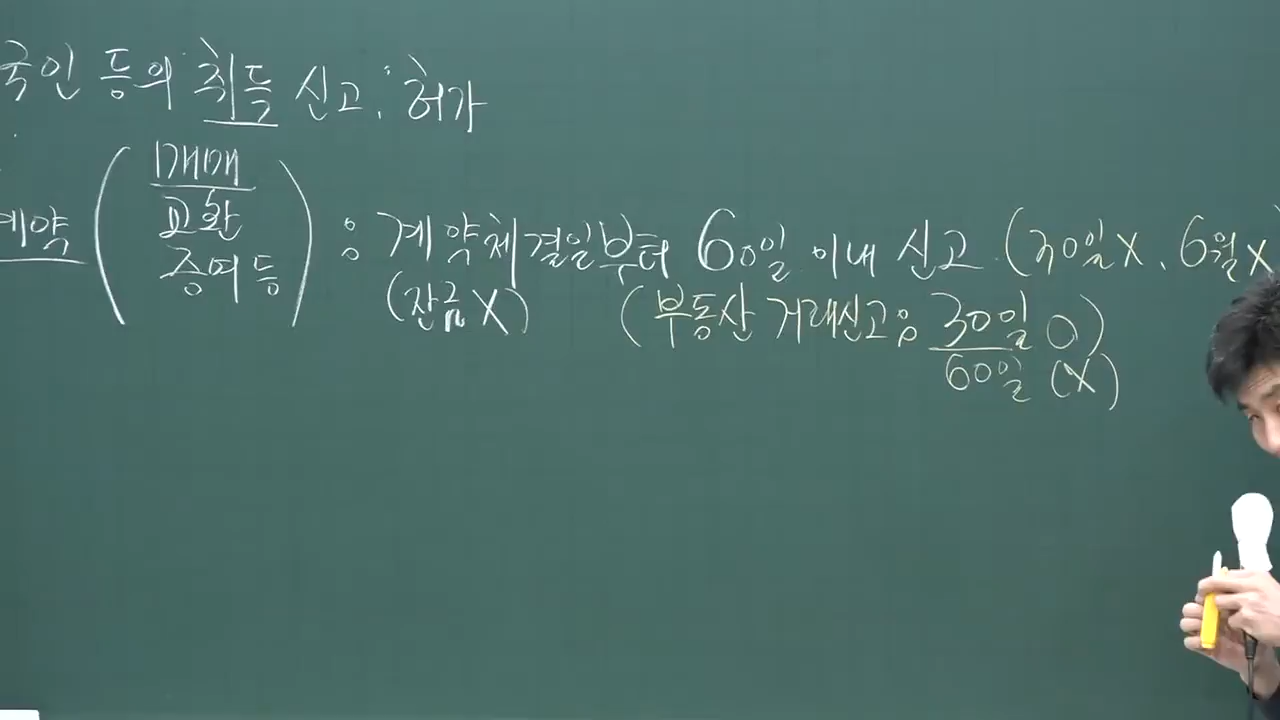 국인 등의 취득 신고, 허가
계약 ( 매매 교환 증여 등 ) : 계약체결일부터 60일 이내 신고 (30일X, 6월X
(잔금X) (부동산 거래신고: 30일 O)
60일 (X)